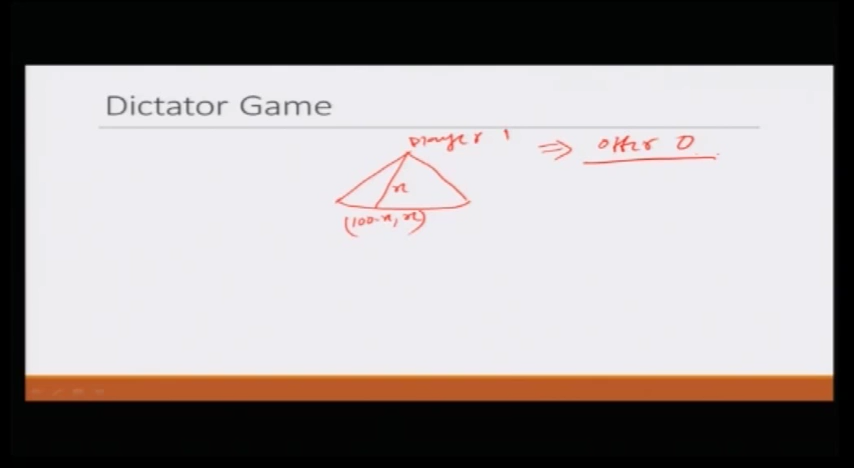 Dictator Game
Player 1 ⇒ offer 0
x
(100-x, x)